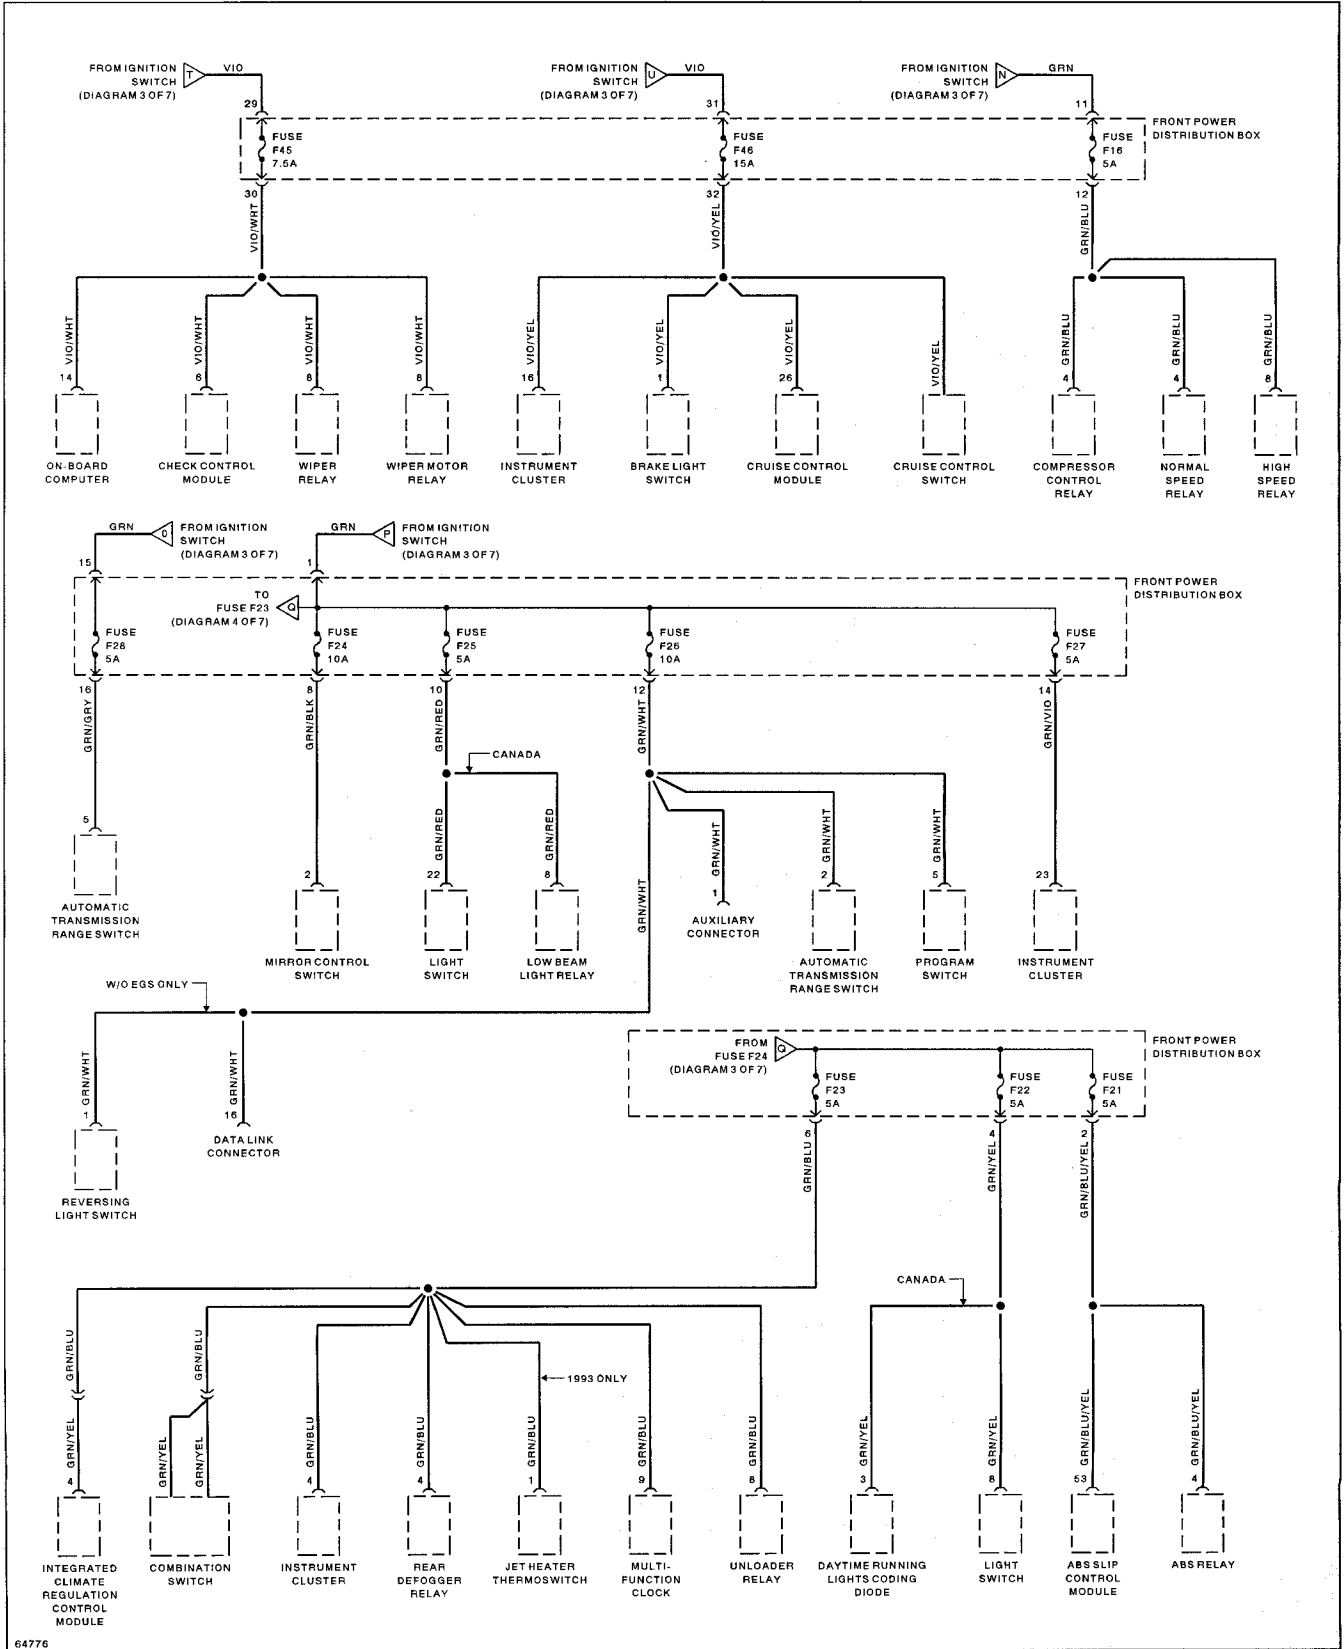 FROM IGNITION
SWITCH
(DIAGRAM 3 OF 7)
T
VIO
FROM IGNITION
SWITCH
(DIAGRAM 3 OF 7)
U
VIO
FROM IGNITION
SWITCH
(DIAGRAM 3 OF 7)
N
GRN
29
31
11
FRONT POWER
DISTRIBUTION BOX
FUSE
F45
7.5A
FUSE
F46
15A
FUSE
F16
5A
30
32
12
VIO/WRT
VIO/YEL
GRN/BLU
VIO/WHT
VIO/WHT
VIO/WHT
VIO/WHT
VIO/YEL
VIO/YEL
VIO/YEL
VIO/YEL
GRN/BLU
GRN/BLU
GRN/BLU
14
6
8
8
16
1
26
4
4
8
ON-BOARD
COMPUTER
CHECK CONTROL
MODULE
WIPER
RELAY
WIPER MOTOR
RELAY
INSTRUMENT
CLUSTER
BRAKE LIGHT
SWITCH
CRUISE CONTROL
MODULE
CRUISE CONTROL
SWITCH
COMPRESSOR
CONTROL
RELAY
NORMAL
SPEED
RELAY
HIGH
SPEED
RELAY
GRN
O
FROM IGNITION
SWITCH
(DIAGRAM 3 OF 7)
GRN
P
FROM IGNITION
SWITCH
(DIAGRAM 3 OF 7)
15
1
FRONT POWER
DISTRIBUTION BOX
TO
FUSE F23
(DIAGRAM 4 OF 7)
Q
FUSE
F28
5A
FUSE
F24
10A
FUSE
F25
5A
FUSE
F26
10A
FUSE
F27
5A
16
8
10
12
14
GRN/GRY
GRN/BLK
GRN/RED
GRN/WHT
GRN/VIO
CANADA
GRN/RED
GRN/RED
GRN/WHT
GRN/WHT
GRN/WHT
GRN/WHT
5
2
22
8
1
2
5
23
AUTOMATIC
TRANSMISSION
RANGE SWITCH
MIRROR CONTROL
SWITCH
LIGHT
SWITCH
LOW BEAM
LIGHT RELAY
AUXILIARY
CONNECTOR
AUTOMATIC
TRANSMISSION
RANGE SWITCH
PROGRAM
SWITCH
INSTRUMENT
CLUSTER
W/O EGS ONLY
GRN/WHT
GRN/WHT
1
16
REVERSING
LIGHT SWITCH
DATA LINK
CONNECTOR
FROM
FUSE F24
(DIAGRAM 3 OF 7)
Q
FRONT POWER
DISTRIBUTION BOX
FUSE
F23
5A
FUSE
F22
5A
FUSE
F21
5A
6
4
2
GRN/BLU
GRN/YEL
GRN/BLU/YEL
CANADA
GRN/BLU
GRN/BLU
1993 ONLY
GRN/YEL
GRN/YEL
GRN/YEL
GRN/BLU
GRN/BLU
GRN/BLU
GRN/BLU
GRN/BLU
GRN/YEL
GRN/YEL
GRN/BLU/YEL
GRN/BLU/YEL
4
4
4
1
9
8
3
8
53
4
INTEGRATED
CLIMATE
REGULATION
CONTROL
MODULE
COMBINATION
SWITCH
INSTRUMENT
CLUSTER
REAR
DEFOGGER
RELAY
JET HEATER
THERMOSWITCH
MULTI-
FUNCTION
CLOCK
UNLOADER
RELAY
DAYTIME RUNNING
LIGHTS CODING
DIODE
LIGHT
SWITCH
ABS SLIP
CONTROL
MODULE
ABS RELAY
64776